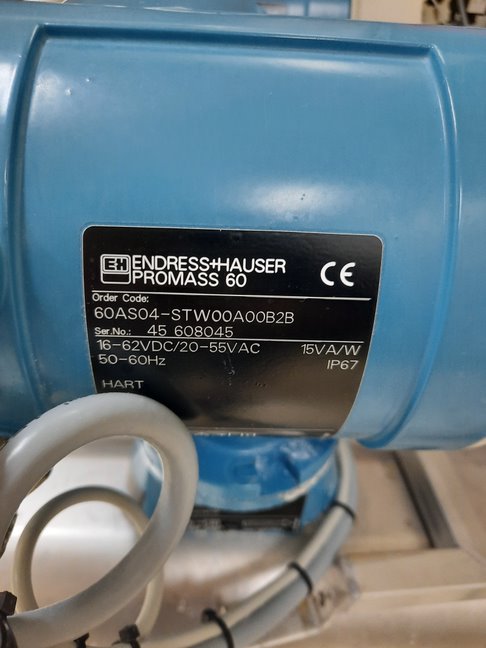 E+H ENDRESS+HAUSER
PROMASS 60
CE
Order Code:
60AS04-STW00A00B2B
Ser.No.: 45 608045
16-62VDC/20-55VAC 15VA/W
50-60Hz IP67
HART